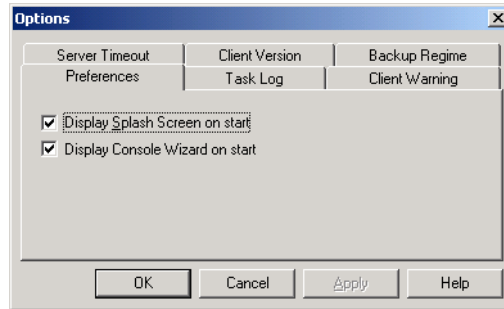 Options
Server Timeout Client Version Backup Regime
Preferences Task Log Client Warning
Display Splash Screen on start
Display Console Wizard on start
OK Cancel Apply Help